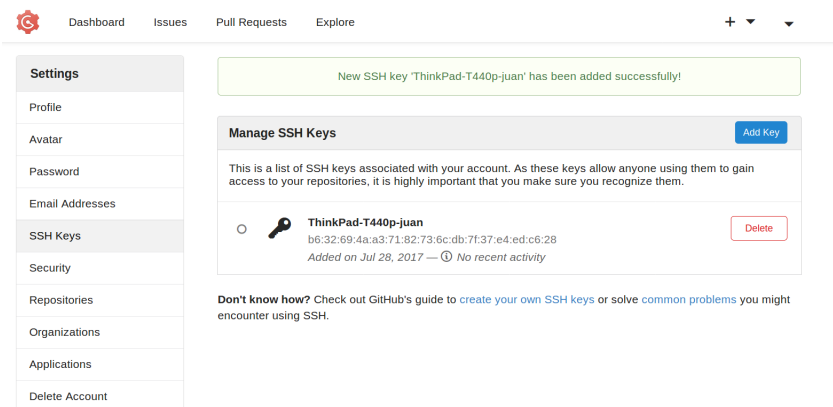 Dashboard Issues Pull Requests Explore
Settings
Profile
Avatar
Password
Email Addresses
SSH Keys
Security
Repositories
Organizations
Applications
Delete Account
New SSH key 'ThinkPad-T440p-juan' has been added successfully!
Manage SSH Keys
Add Key
This is a list of SSH keys associated with your account. As these keys allow anyone using them to gain
access to your repositories, it is highly important that you make sure you recognize them.
ThinkPad-T440p-juan
b6:32:69:4a:a3:71:82:73:6c:db:7f:37:e4:ed:c6:28
Added on Jul 28, 2017 — No recent activity
Delete
Don't know how? Check out GitHub's guide to create your own SSH keys or solve common problems you might
encounter using SSH.